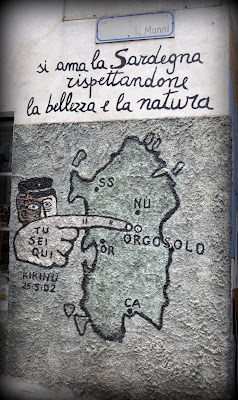 Manni
si ama la Sardegna
rispettandone
la bellezza e la natura
SS
NU
ORGOSOLO
TU
SEI
QUI
OR
KIKINU
25.5.02
CA